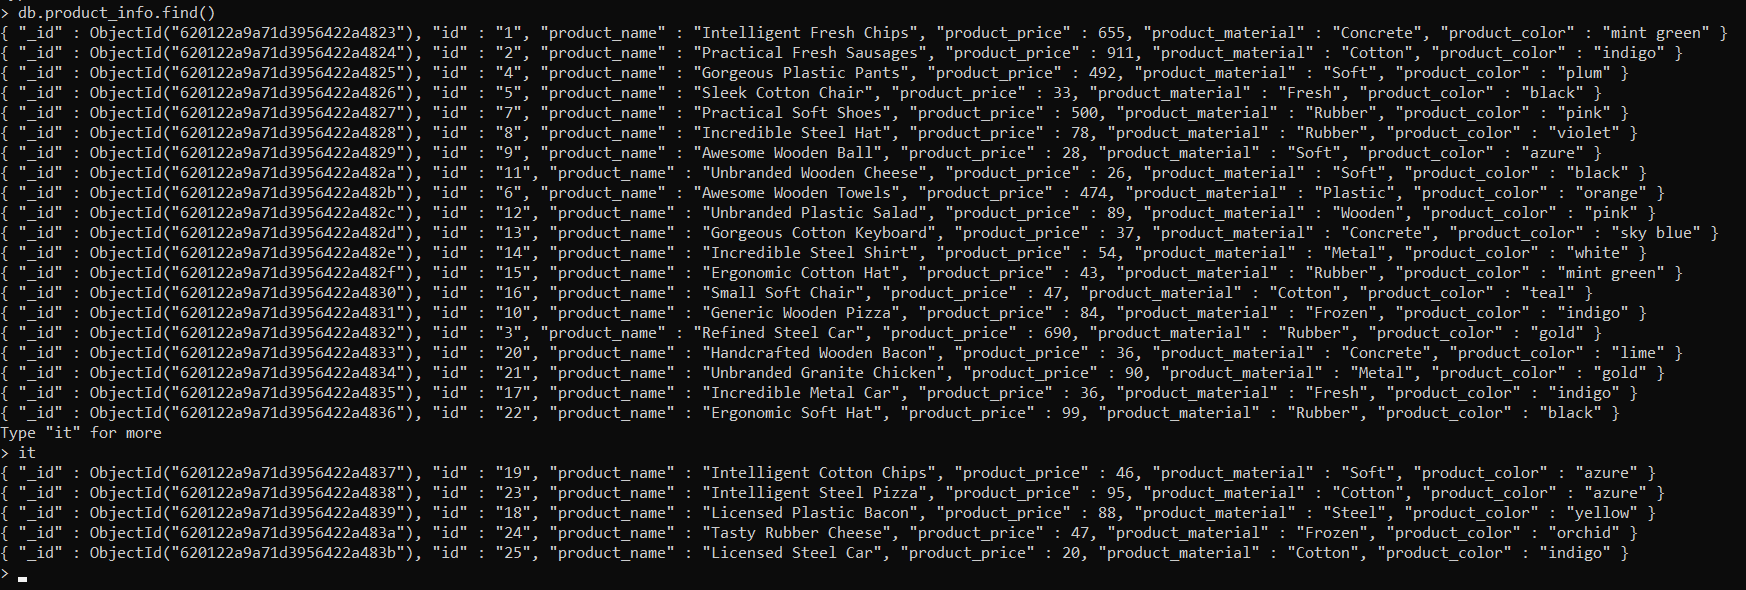 > db.product_info.find()
{ "_id" : ObjectId("620122a9a71d3956422a4823"), "id" : "1", "product_name" : "Intelligent Fresh Chips", "product_price" : 655, "product_material" : "Concrete", "product_color" : "mint green" }
{ "_id" : ObjectId("620122a9a71d3956422a4824"), "id" : "2", "product_name" : "Practical Fresh Sausages", "product_price" : 911, "product_material" : "Cotton", "product_color" : "indigo" }
{ "_id" : ObjectId("620122a9a71d3956422a4825"), "id" : "4", "product_name" : "Gorgeous Plastic Pants", "product_price" : 492, "product_material" : "Soft", "product_color" : "plum" }
{ "_id" : ObjectId("620122a9a71d3956422a4826"), "id" : "5", "product_name" : "Sleek Cotton Chair", "product_price" : 33, "product_material" : "Fresh", "product_color" : "black" }
{ "_id" : ObjectId("620122a9a71d3956422a4827"), "id" : "7", "product_name" : "Practical Soft Shoes", "product_price" : 500, "product_material" : "Rubber", "product_color" : "pink" }
{ "_id" : ObjectId("620122a9a71d3956422a4828"), "id" : "8", "product_name" : "Incredible Steel Hat", "product_price" : 78, "product_material" : "Rubber", "product_color" : "violet" }
{ "_id" : ObjectId("620122a9a71d3956422a4829"), "id" : "9", "product_name" : "Awesome Wooden Ball", "product_price" : 28, "product_material" : "Soft", "product_color" : "azure" }
{ "_id" : ObjectId("620122a9a71d3956422a482a"), "id" : "11", "product_name" : "Unbranded Wooden Cheese", "product_price" : 26, "product_material" : "Soft", "product_color" : "black" }
{ "_id" : ObjectId("620122a9a71d3956422a482b"), "id" : "6", "product_name" : "Awesome Wooden Towels", "product_price" : 474, "product_material" : "Plastic", "product_color" : "orange" }
{ "_id" : ObjectId("620122a9a71d3956422a482c"), "id" : "12", "product_name" : "Unbranded Plastic Salad", "product_price" : 89, "product_material" : "Wooden", "product_color" : "pink" }
{ "_id" : ObjectId("620122a9a71d3956422a482d"), "id" : "13", "product_name" : "Gorgeous Cotton Keyboard", "product_price" : 37, "product_material" : "Concrete", "product_color" : "sky blue" }
{ "_id" : ObjectId("620122a9a71d3956422a482e"), "id" : "14", "product_name" : "Incredible Steel Shirt", "product_price" : 54, "product_material" : "Metal", "product_color" : "white" }
{ "_id" : ObjectId("620122a9a71d3956422a482f"), "id" : "15", "product_name" : "Ergonomic Cotton Hat", "product_price" : 43, "product_material" : "Rubber", "product_color" : "mint green" }
{ "_id" : ObjectId("620122a9a71d3956422a4830"), "id" : "16", "product_name" : "Small Soft Chair", "product_price" : 47, "product_material" : "Cotton", "product_color" : "teal" }
{ "_id" : ObjectId("620122a9a71d3956422a4831"), "id" : "10", "product_name" : "Generic Wooden Pizza", "product_price" : 84, "product_material" : "Frozen", "product_color" : "indigo" }
{ "_id" : ObjectId("620122a9a71d3956422a4832"), "id" : "3", "product_name" : "Refined Steel Car", "product_price" : 690, "product_material" : "Rubber", "product_color" : "gold" }
{ "_id" : ObjectId("620122a9a71d3956422a4833"), "id" : "20", "product_name" : "Handcrafted Wooden Bacon", "product_price" : 36, "product_material" : "Concrete", "product_color" : "lime" }
{ "_id" : ObjectId("620122a9a71d3956422a4834"), "id" : "21", "product_name" : "Unbranded Granite Chicken", "product_price" : 90, "product_material" : "Metal", "product_color" : "gold" }
{ "_id" : ObjectId("620122a9a71d3956422a4835"), "id" : "17", "product_name" : "Incredible Metal Car", "product_price" : 36, "product_material" : "Fresh", "product_color" : "indigo" }
{ "_id" : ObjectId("620122a9a71d3956422a4836"), "id" : "22", "product_name" : "Ergonomic Soft Hat", "product_price" : 99, "product_material" : "Rubber", "product_color" : "black" }
Type "it" for more
> it
{ "_id" : ObjectId("620122a9a71d3956422a4837"), "id" : "19", "product_name" : "Intelligent Cotton Chips", "product_price" : 46, "product_material" : "Soft", "product_color" : "azure" }
{ "_id" : ObjectId("620122a9a71d3956422a4838"), "id" : "23", "product_name" : "Intelligent Steel Pizza", "product_price" : 95, "product_material" : "Cotton", "product_color" : "azure" }
{ "_id" : ObjectId("620122a9a71d3956422a4839"), "id" : "18", "product_name" : "Licensed Plastic Bacon", "product_price" : 88, "product_material" : "Steel", "product_color" : "yellow" }
{ "_id" : ObjectId("620122a9a71d3956422a483a"), "id" : "24", "product_name" : "Tasty Rubber Cheese", "product_price" : 47, "product_material" : "Frozen", "product_color" : "orchid" }
{ "_id" : ObjectId("620122a9a71d3956422a483b"), "id" : "25", "product_name" : "Licensed Steel Car", "product_price" : 20, "product_material" : "Cotton", "product_color" : "indigo" }
>